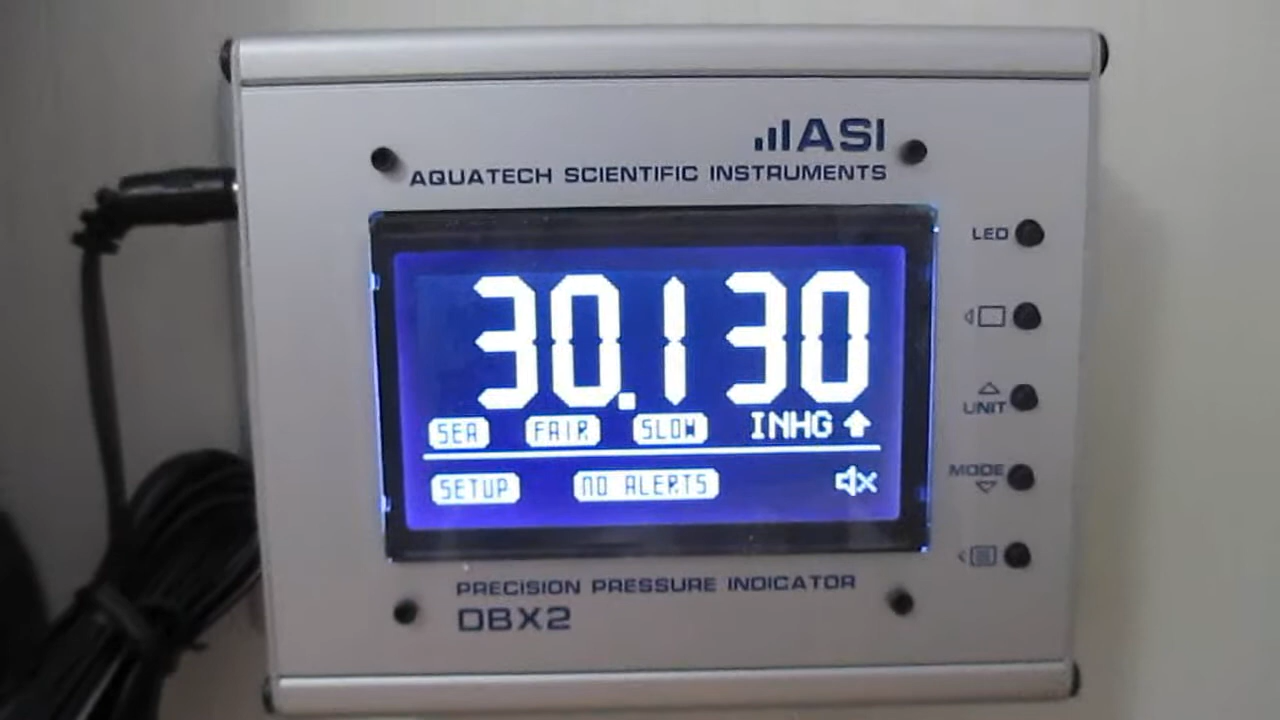 ASI
AQUATECH SCIENTIFIC INSTRUMENTS
LED
30.130
UNIT
SEA FAIR SLOW INHG
MODE
SETUP NO ALERTS
PRECISION PRESSURE INDICATOR
DBX2